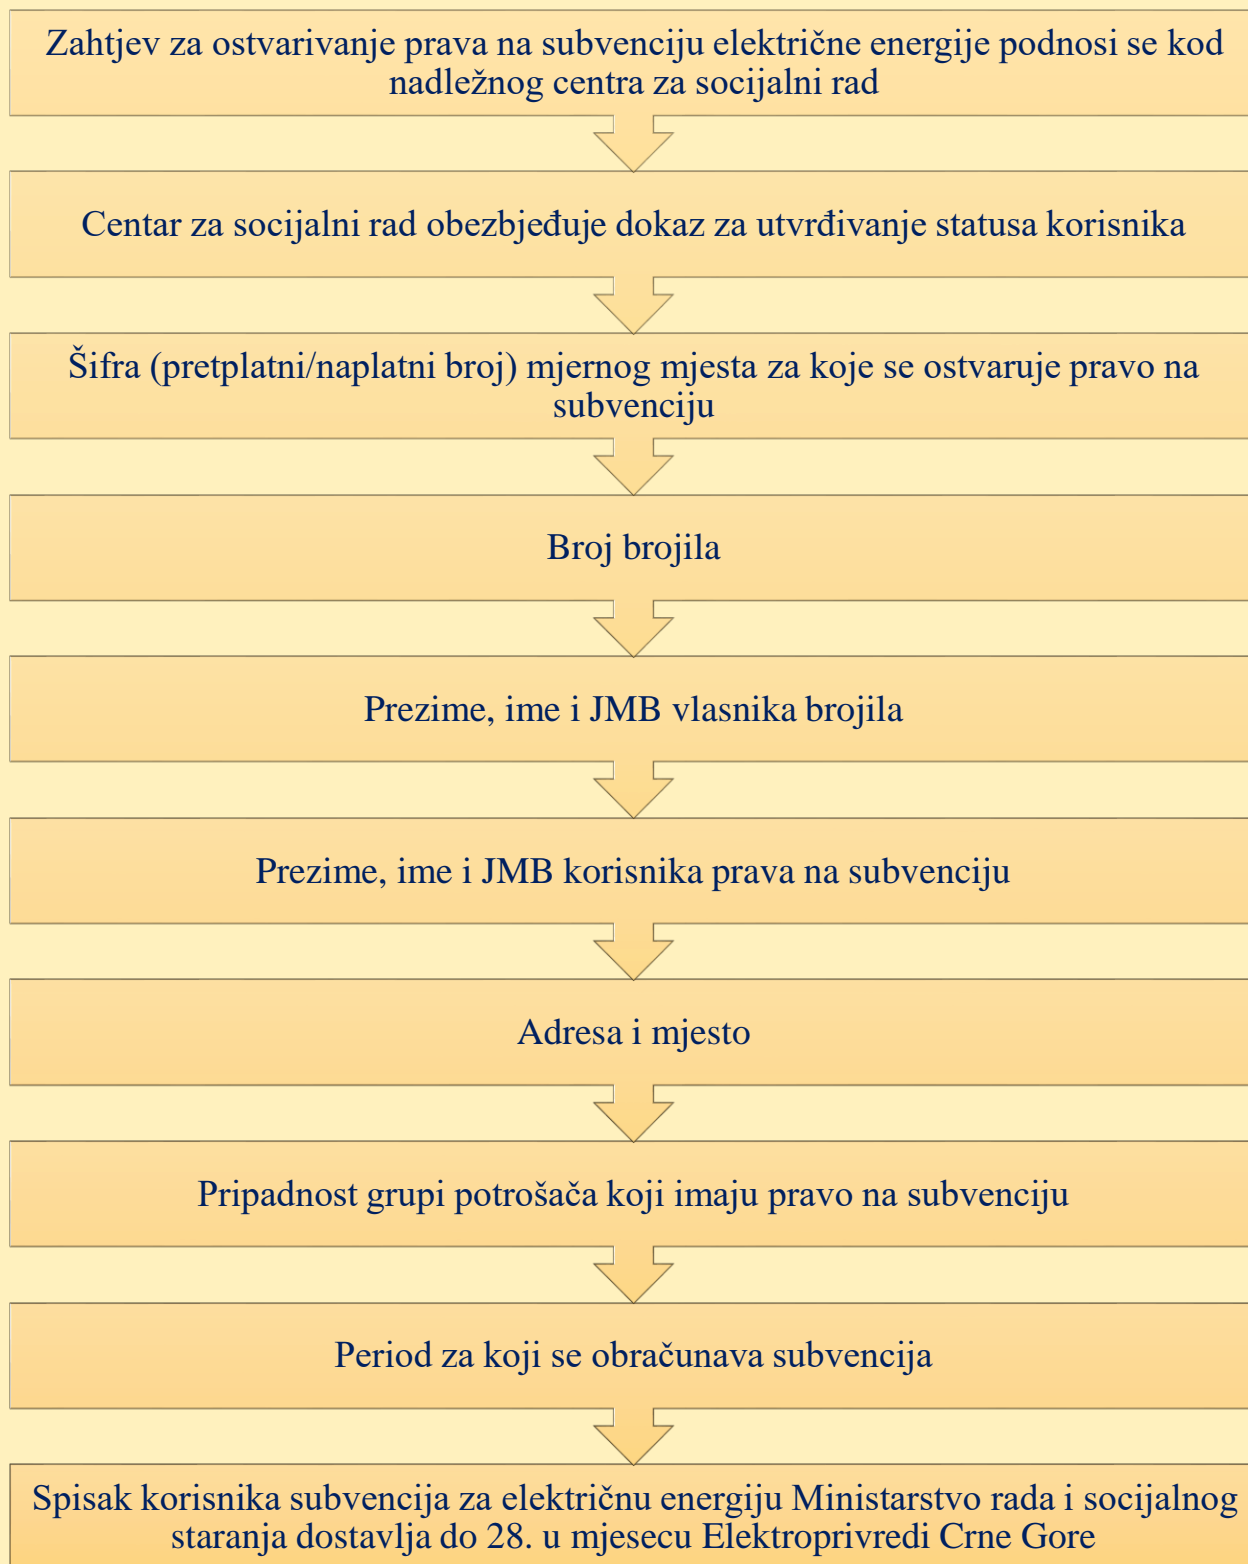 Zahtjev za ostvarivanje prava na subvenciju električne energije podnosi se kod
nadležnog centra za socijalni rad
Centar za socijalni rad obezbjeđuje dokaz za utvrđivanje statusa korisnika
Šifra (pretplatni/naplatni broj) mjernog mjesta za koje se ostvaruje pravo na
subvenciju
Broj brojila
Prezime, ime i JMB vlasnika brojila
Prezime, ime i JMB korisnika prava na subvenciju
Adresa i mjesto
Pripadnost grupi potrošača koji imaju pravo na subvenciju
Period za koji se obračunava subvencija
Spisak korisnika subvencija za električnu energiju Ministarstvo rada i socijalnog
staranja dostavlja do 28. u mjesecu Elektroprivredi Crne Gore